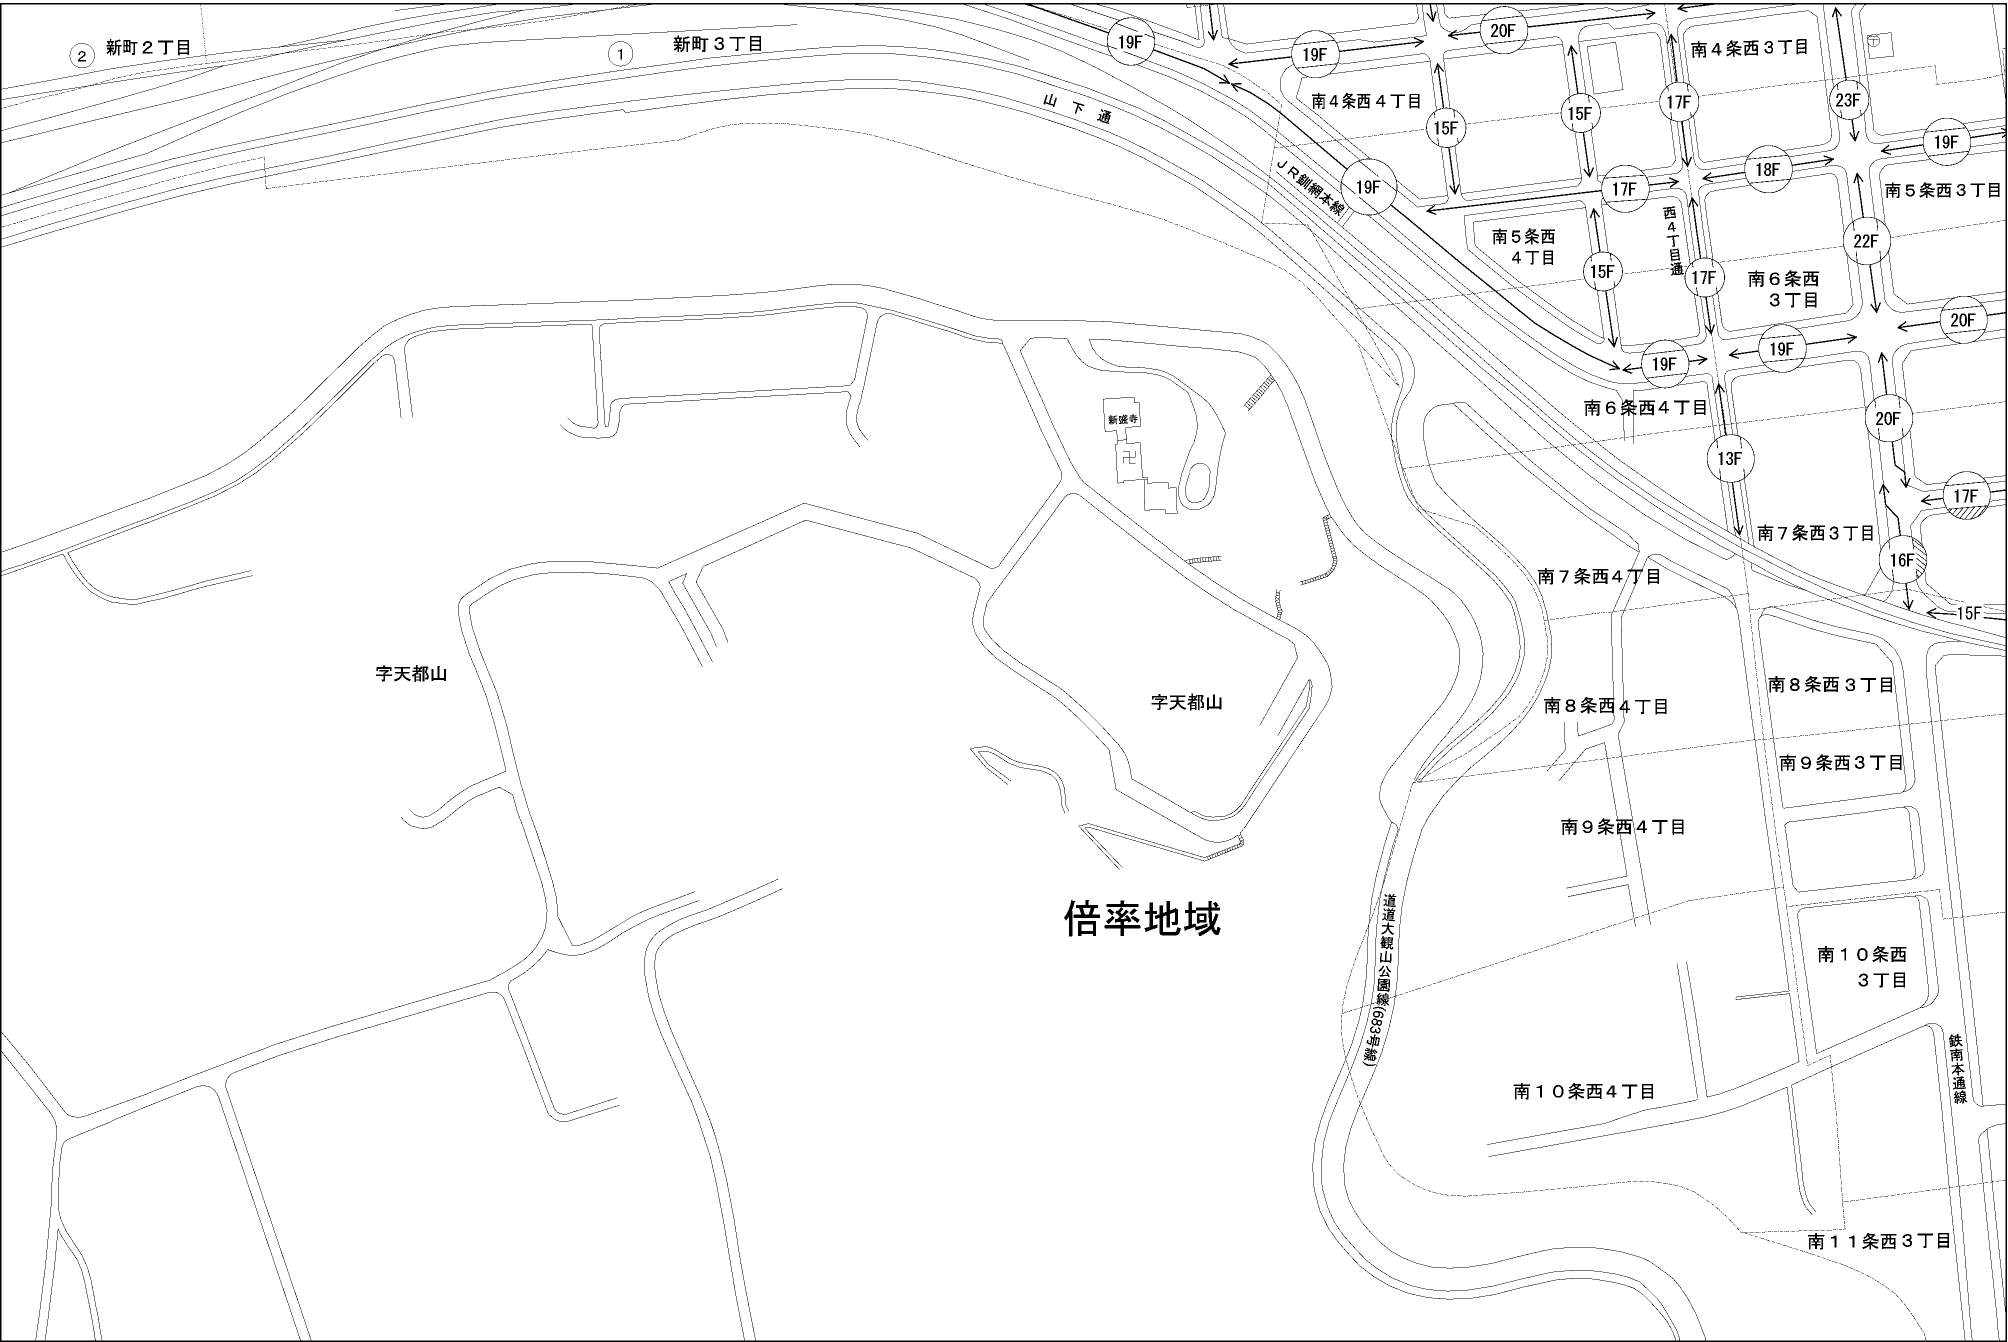 ② 新町２丁目
① 新町３丁目
19F
19F
20F
南４条西３丁目
山下通
南４条西４丁目
15F
15F
17F
23F
19F
ＪＲ釧網本線
19F
17F
18F
南５条西３丁目
西４丁目通
南５条西
４丁目
15F
17F
22F
南６条西
３丁目
20F
19F
19F
南６条西４丁目
20F
新盛寺
卍
13F
17F
南７条西３丁目
16F
南７条西４丁目
15F
字天都山
字天都山
南８条西３丁目
南８条西４丁目
南９条西３丁目
南９条西４丁目
倍率地域
道道大観山公園線(683号線)
南１０条西
３丁目
鉄南本通線
南１０条西４丁目
南１１条西３丁目